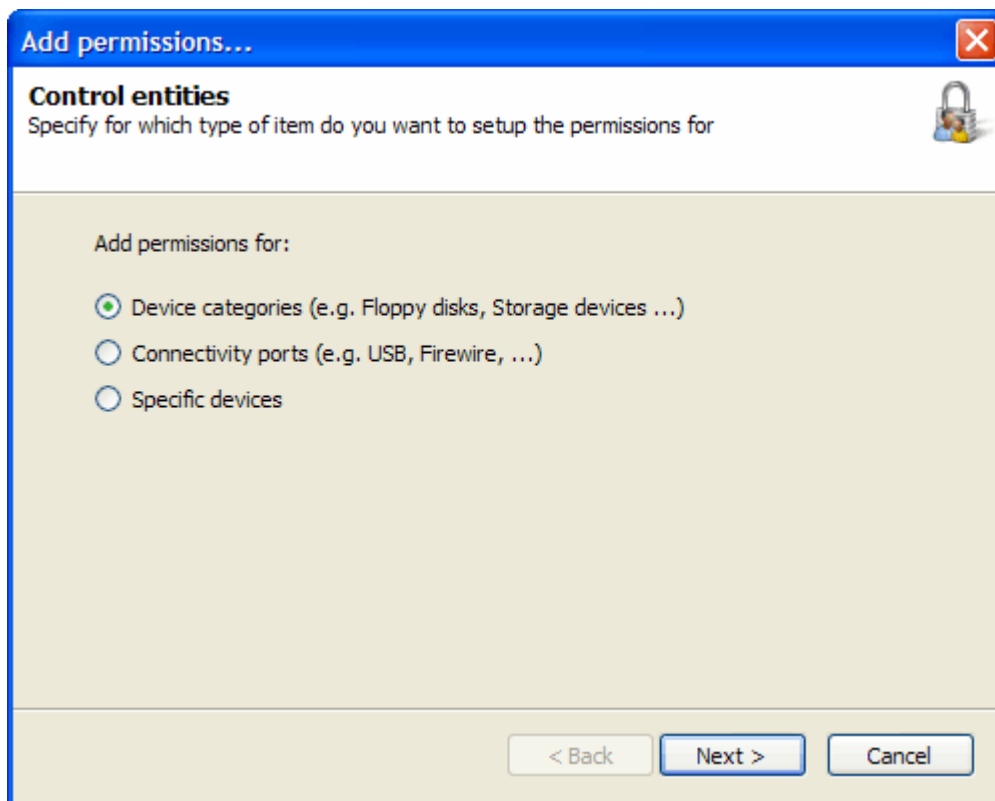 Add permissions...
Control entities
Specify for which type of item do you want to setup the permissions for
Add permissions for:
Device categories (e.g. Floppy disks, Storage devices ...)
Connectivity ports (e.g. USB, Firewire, ...)
Specific devices
< Back Next > Cancel